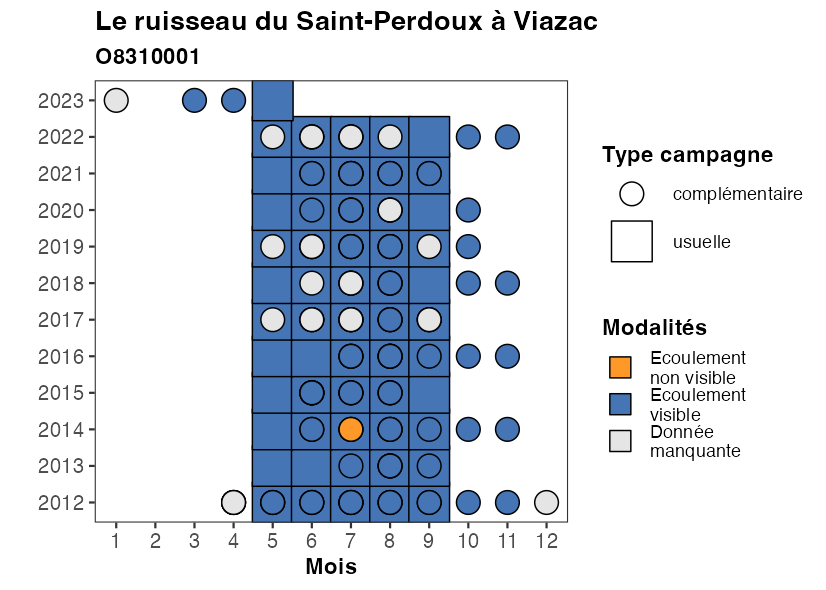 Le ruisseau du Saint-Perdoux à Viazac
O8310001
2023
2022
2021
2020
2019
2018
2017
2016
2015
2014
2013
2012
1 2 3 4 5 6 7 8 9 10 11 12
Mois
Type campagne
complémentaire
usuelle
Modalités
Ecoulement
non visible
Ecoulement
visible
Donnée
manquante